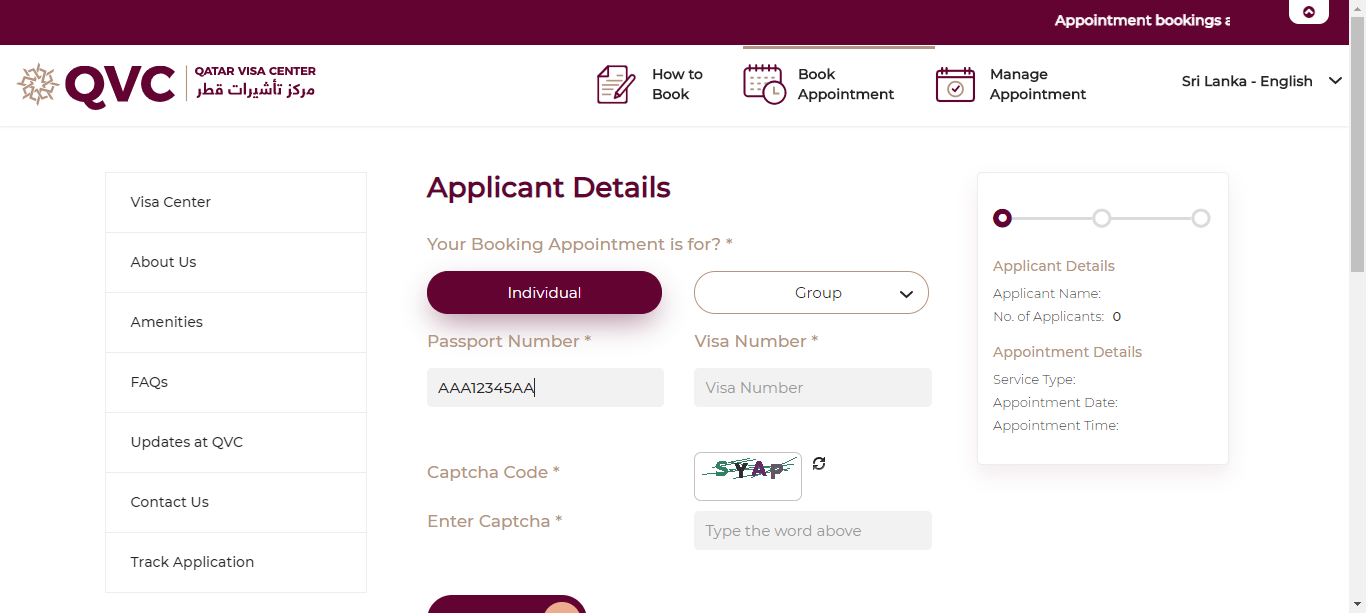 Appointment bookings a
QVC
QATAR VISA CENTER
مركز تأشيرات قطر
How to
Book
Book
Appointment
Manage
Appointment
Sri Lanka - English
Visa Center
About Us
Amenities
FAQs
Updates at QVC
Contact Us
Track Application
Applicant Details
Your Booking Appointment is for? *
Individual
Group
Passport Number *
Visa Number *
AAA12345AA
Visa Number
Captcha Code *
SYAP
Enter Captcha *
Type the word above
Applicant Details
Applicant Name:
No. of Applicants: 0
Appointment Details
Service Type:
Appointment Date:
Appointment Time: